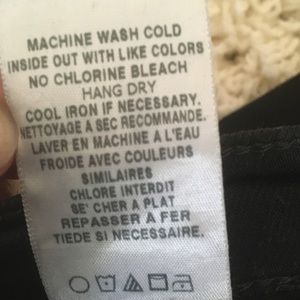 MACHINE WASH COLD
INSIDE OUT WITH LIKE COLORS
NO CHLORINE BLEACH
HANG DRY
COOL IRON IF NECESSARY.
NETTOYAGE A SEC RECOMMANDE.
LAVER EN MACHINE A L'EAU
FROIDE AVEC COULEURS
SIMILAIRES
CHLORE INTERDIT
SE' CHER A PLAT
REPASSER A FER
TIEDE SI NECESSAIRE.